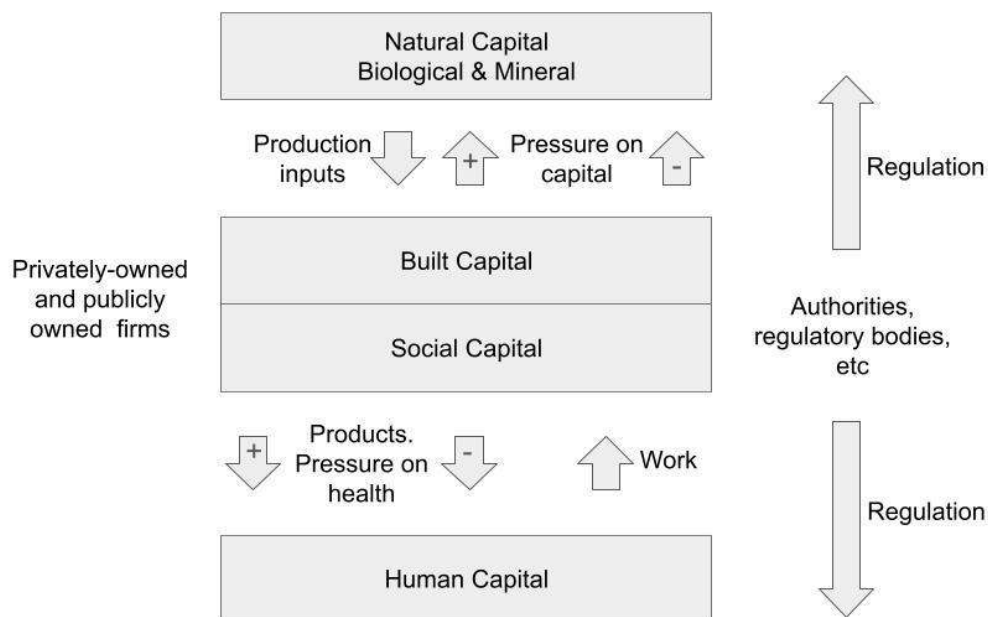 Natural Capital
Biological & Mineral
Production
inputs
+
Pressure on
capital
-
Regulation
Privately-owned
and publicly
owned firms
Built Capital
Social Capital
Authorities,
regulatory bodies,
etc
+
Products.
Pressure on
health
-
Work
Regulation
Human Capital